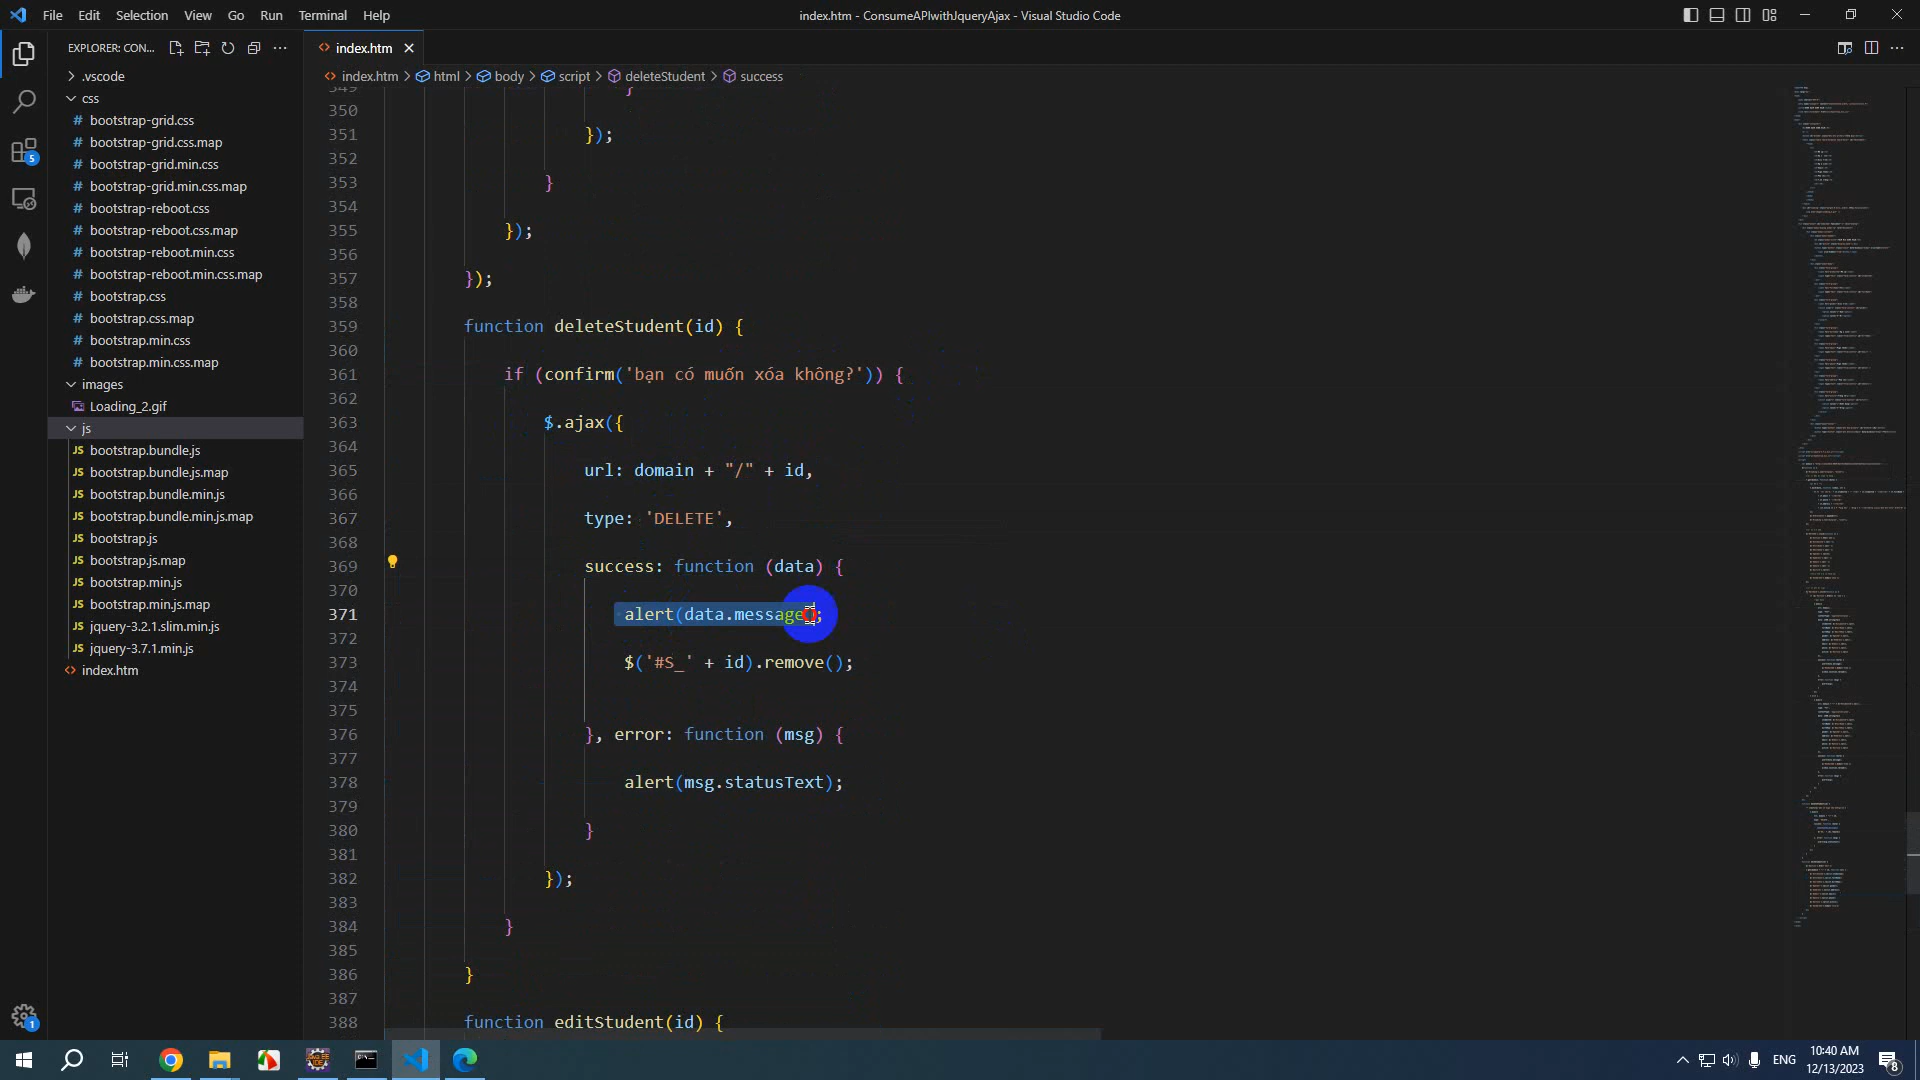 File Edit Selection View Go Run Terminal Help
index.htm - ConsumeAPIwithJqueryAjax - Visual Studio Code
EXPLORER: CON...
.vscode
css
bootstrap-grid.css
bootstrap-grid.css.map
bootstrap-grid.min.css
bootstrap-grid.min.css.map
bootstrap-reboot.css
bootstrap-reboot.css.map
bootstrap-reboot.min.css
bootstrap-reboot.min.css.map
bootstrap.css
bootstrap.css.map
bootstrap.min.css
bootstrap.min.css.map
images
Loading_2.gif
js
bootstrap.bundle.js
bootstrap.bundle.js.map
bootstrap.bundle.min.js
bootstrap.bundle.min.js.map
bootstrap.js
bootstrap.js.map
bootstrap.min.js
bootstrap.min.js.map
jquery-3.2.1.slim.min.js
jquery-3.7.1.min.js
index.htm
index.htm
index.htm > html > body > script > deleteStudent > success
349 }
350
351 });
352
353 }
354
355 });
356
357 });
358
359 function deleteStudent(id) {
360
361 if (confirm('bạn có muốn xóa không?')) {
362
363 $.ajax({
364
365 url: domain + "/" + id,
366
367 type: 'DELETE',
368
369 success: function (data) {
370
371 alert(data.message);
372
373 $('#S_' + id).remove();
374
375
376 }, error: function (msg) {
377
378 alert(msg.statusText);
379
380 }
381
382 });
383
384 }
385
386 }
387
388 function editStudent(id) {
5
1
ENG
10:40 AM
12/13/2023
8